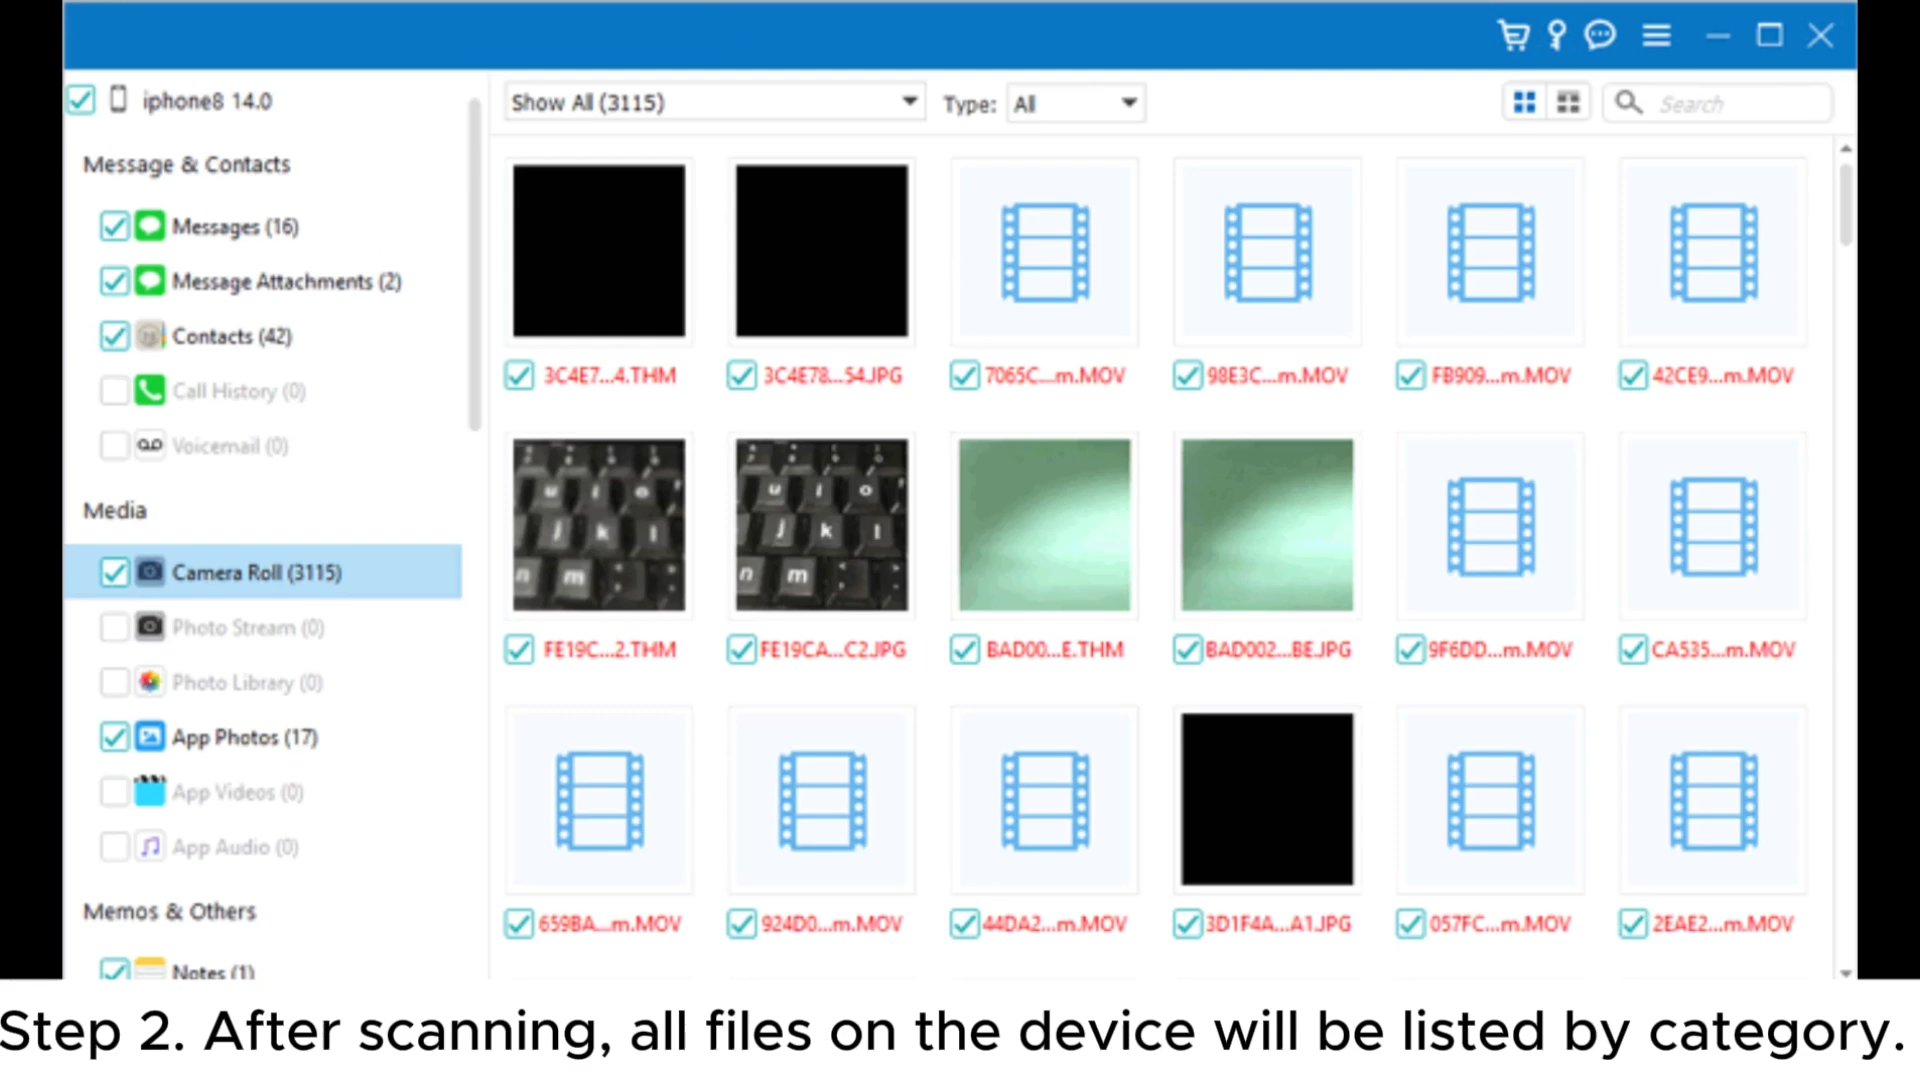 iphone8 14.0
Message & Contacts
Messages (16)
Message Attachments (2)
Contacts (42)
Call History (0)
Voicemail (0)
Media
Camera Roll (3115)
Photo Stream (0)
Photo Library (0)
App Photos (17)
App Videos (0)
App Audio (0)
Memos & Others
Notes (1)
Show All (3115)
Type: All
Search
3C4E7...4.THM
3C4E78...54.JPG
7065C...m.MOV
98E3C...m.MOV
FB909...m.MOV
42CE9...m.MOV
u i o
j k l
n m
u i o
j k l
n m
FE19C...2.THM
FE19CA...C2.JPG
BAD00...E.THM
BAD002...BE.JPG
9F6DD...m.MOV
CA535...m.MOV
659BA...m.MOV
924D0...m.MOV
44DA2...m.MOV
3D1F4A...A1.JPG
057FC...m.MOV
2EAE2...m.MOV
Step 2. After scanning, all files on the device will be listed by category.